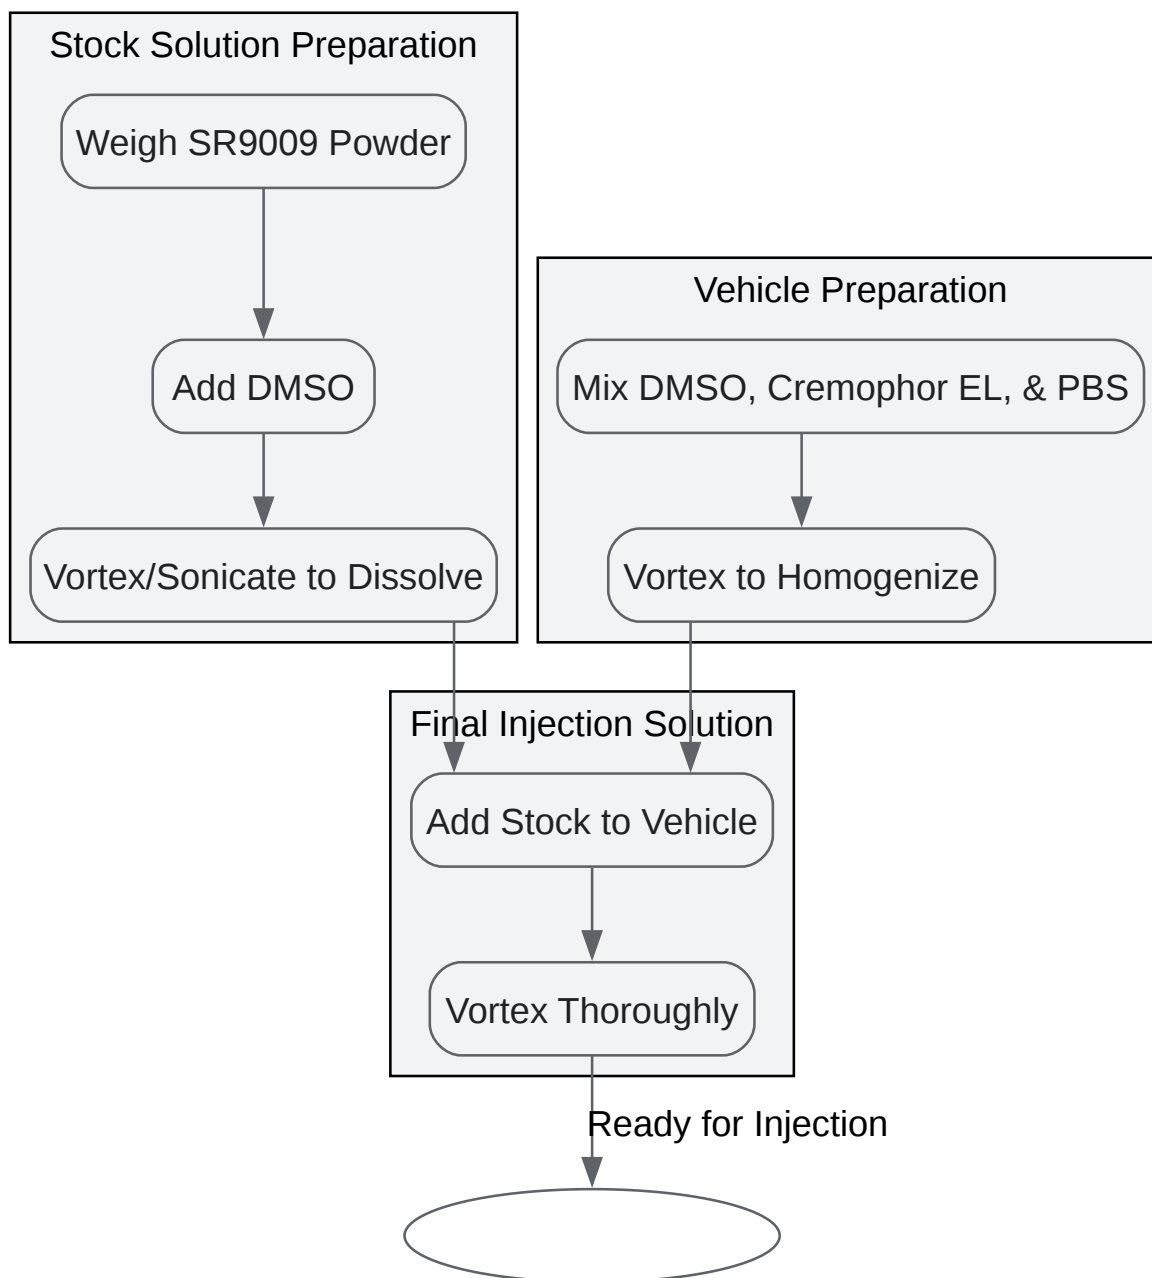 Stock Solution Preparation
Weigh SR9009 Powder
Add DMSO
Vortex/Sonicate to Dissolve
Vehicle Preparation
Mix DMSO, Cremophor EL, & PBS
Vortex to Homogenize
Final Injection Solution
Add Stock to Vehicle
Vortex Thoroughly
Ready for Injection